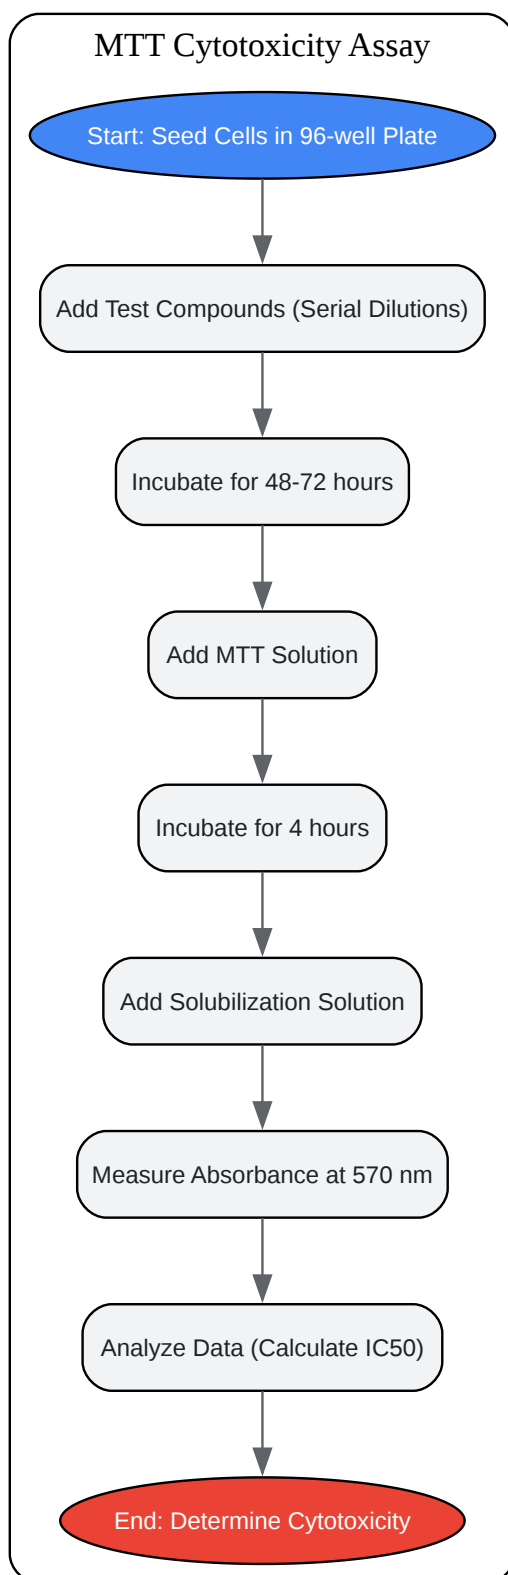 MTT Cytotoxicity Assay
Start: Seed Cells in 96-well Plate
Add Test Compounds (Serial Dilutions)
Incubate for 48-72 hours
Add MTT Solution
Incubate for 4 hours
Add Solubilization Solution
Measure Absorbance at 570 nm
Analyze Data (Calculate IC50)
End: Determine Cytotoxicity